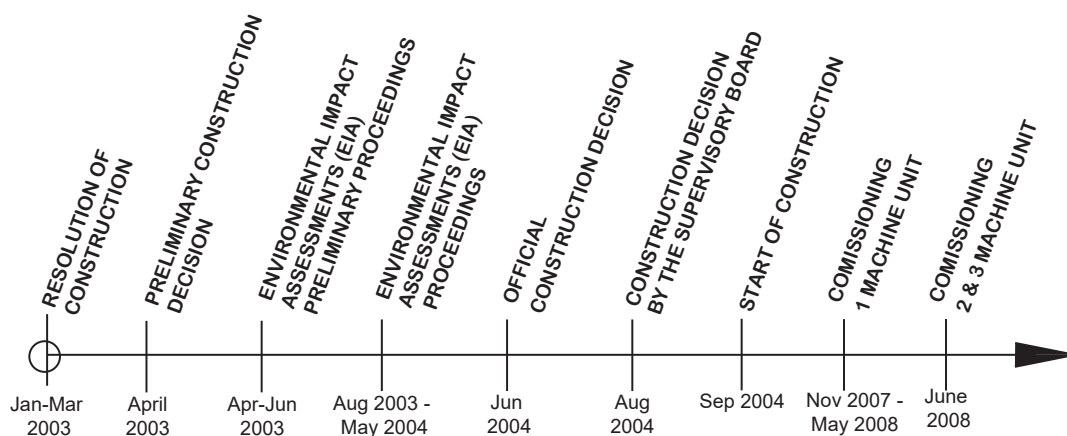 RESOLUTION OF
CONSTRUCTION
PRELIMINARY CONSTRUCTION
DECISION
ENVIRONMENTAL IMPACT
ASSESSMENTS (EIA)
PRELIMINARY PROCEEDINGS
ENVIRONMENTAL IMPACT
ASSESSMENTS (EIA)
PROCEEDINGS
OFFICIAL
CONSTRUCTION DECISION
CONSTRUCTION DECISION
BY THE SUPERVISORY BOARD
START OF CONSTRUCTION
COMISSIONING
1 MACHINE UNIT
COMISSIONING
2 & 3 MACHINE UNIT
Jan-Mar
2003
April
2003
Apr-Jun
2003
Aug 2003 -
May 2004
Jun
2004
Aug
2004
Sep 2004
Nov 2007 -
May 2008
June
2008